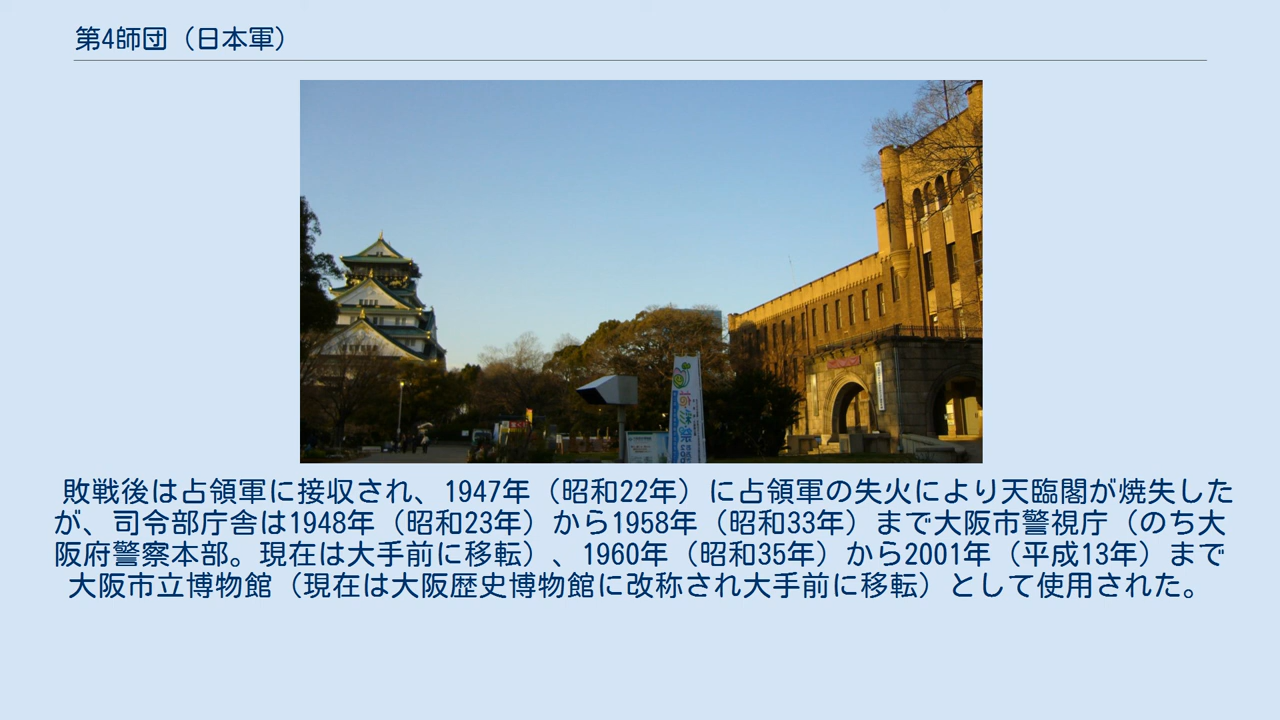 第4師団（日本軍）
敗戦後は占領軍に接収され、1947年（昭和22年）に占領軍の失火により天臨閣が焼失した
が、司令部庁舎は1948年（昭和23年）から1958年（昭和33年）まで大阪市警視庁（のち大
阪府警察本部。現在は大手前に移転）、1960年（昭和35年）から2001年（平成13年）まで
大阪市立博物館（現在は大阪歴史博物館に改称され大手前に移転）として使用された。